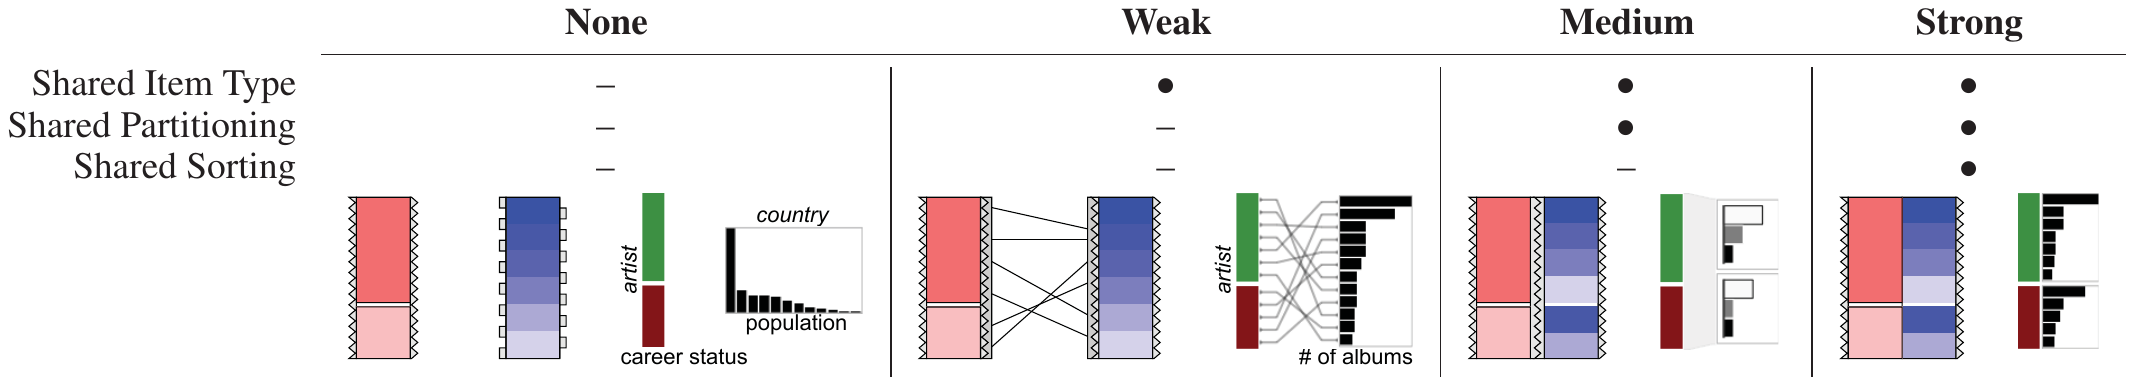 None Weak Medium Strong
Shared Item Type – ● ● ●
Shared Partitioning – – ● ●
Shared Sorting – – – ●
country
artist
population
career status
artist
# of albums